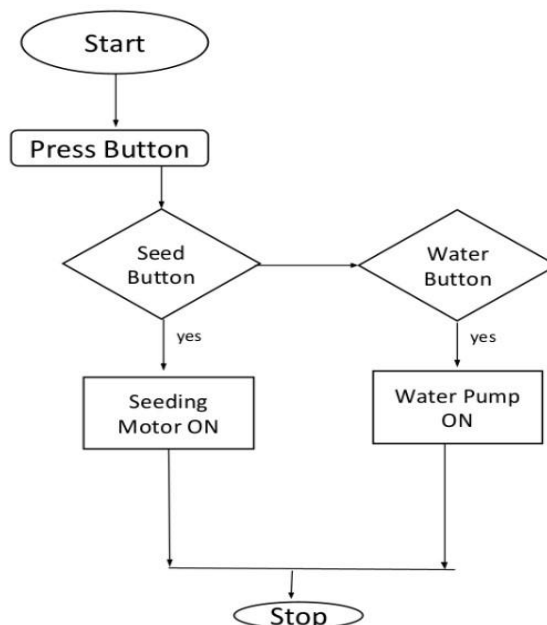 Start
Press Button
Seed
Button
Water
Button
yes
yes
Seeding
Motor ON
Water Pump
ON
Stop